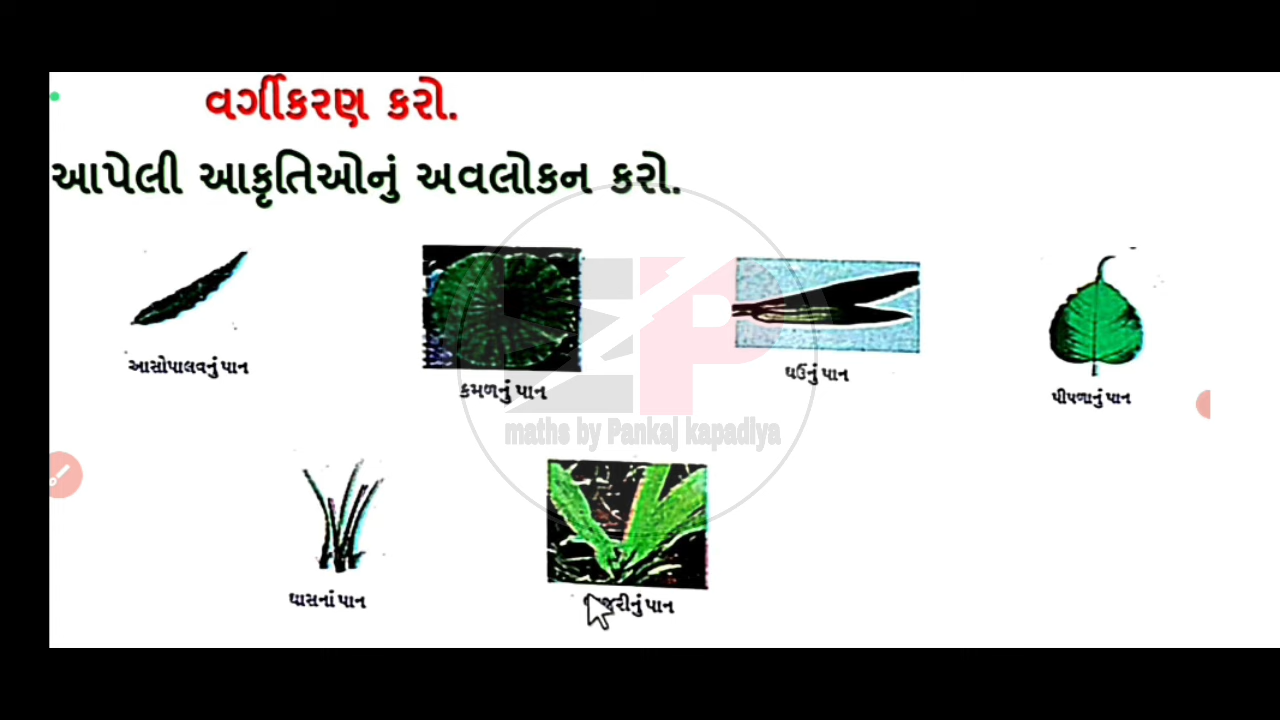 વર્ગીકરણ કરો.
આપેલી આકૃતિઓનું અવલોકન કરો.
આસોપાલવનું પાન
કમળનું પાન
ઘઉંનું પાન
પીપળાનું પાન
maths by Pankaj kapadiya
ઘાસનાં પાન
પાન